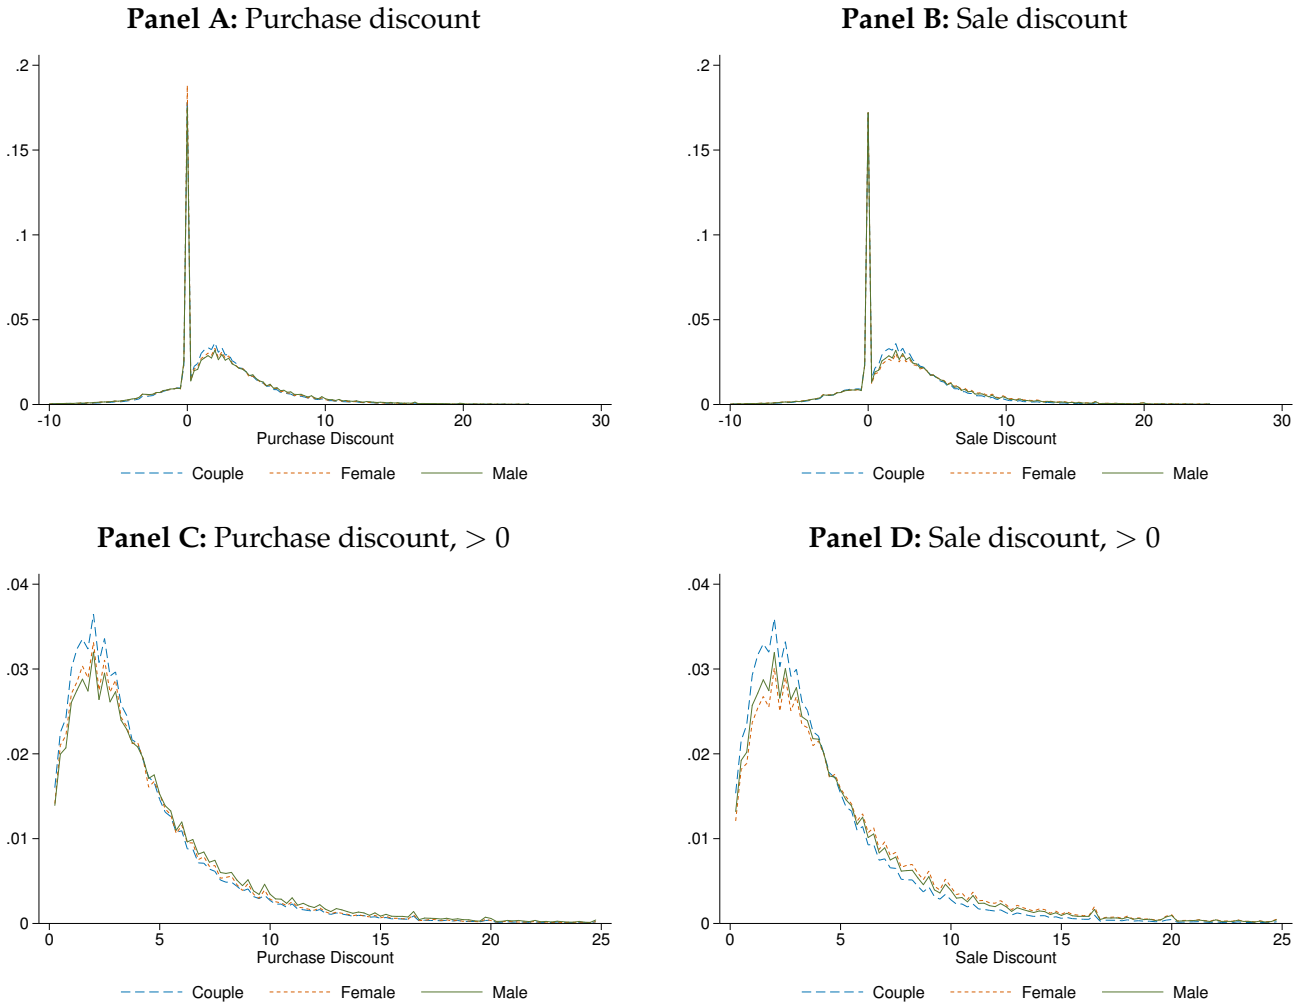 Panel A: Purchase discount
.2
.15
.1
.05
0
-10 0 10 20 30
Purchase Discount
Couple Female Male
Panel B: Sale discount
.2
.15
.1
.05
0
-10 0 10 20 30
Sale Discount
Couple Female Male
Panel C: Purchase discount, > 0
.04
.03
.02
.01
0
0 5 10 15 20 25
Purchase Discount
Couple Female Male
Panel D: Sale discount, > 0
.04
.03
.02
.01
0
0 5 10 15 20 25
Sale Discount
Couple Female Male